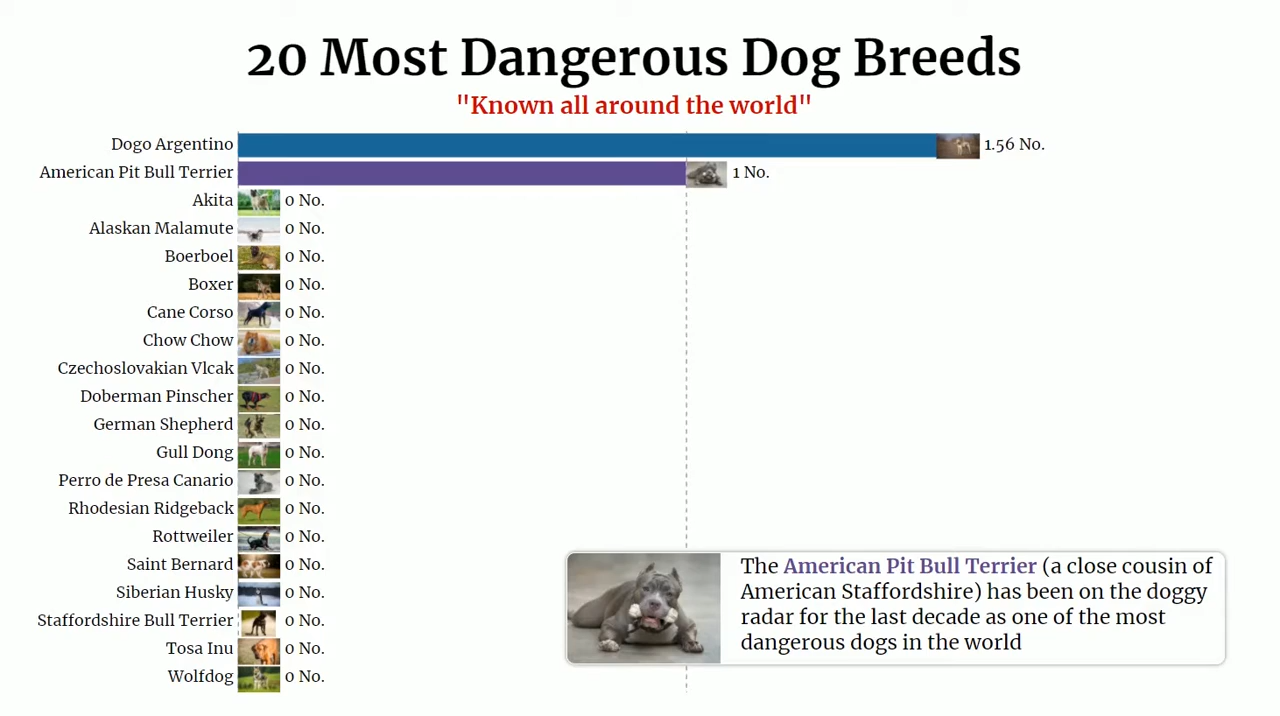 20 Most Dangerous Dog Breeds
"Known all around the world"
Dogo Argentino 1.56 No.
American Pit Bull Terrier 1 No.
Akita 0 No.
Alaskan Malamute 0 No.
Boerboel 0 No.
Boxer 0 No.
Cane Corso 0 No.
Chow Chow 0 No.
Czechoslovakian Vlcak 0 No.
Doberman Pinscher 0 No.
German Shepherd 0 No.
Gull Dong 0 No.
Perro de Presa Canario 0 No.
Rhodesian Ridgeback 0 No.
Rottweiler 0 No.
Saint Bernard 0 No.
Siberian Husky 0 No.
Staffordshire Bull Terrier 0 No.
Tosa Inu 0 No.
Wolfdog 0 No.
The American Pit Bull Terrier (a close cousin of
American Staffordshire) has been on the doggy
radar for the last decade as one of the most
dangerous dogs in the world